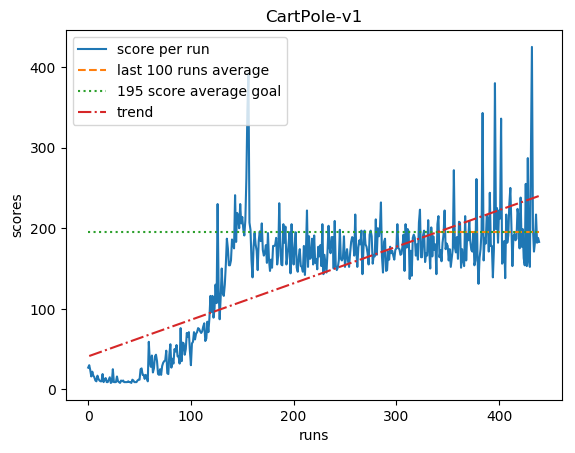 CartPole-v1
score per run
last 100 runs average
195 score average goal
trend
scores
400
300
200
100
0
0
100
200
300
400
runs